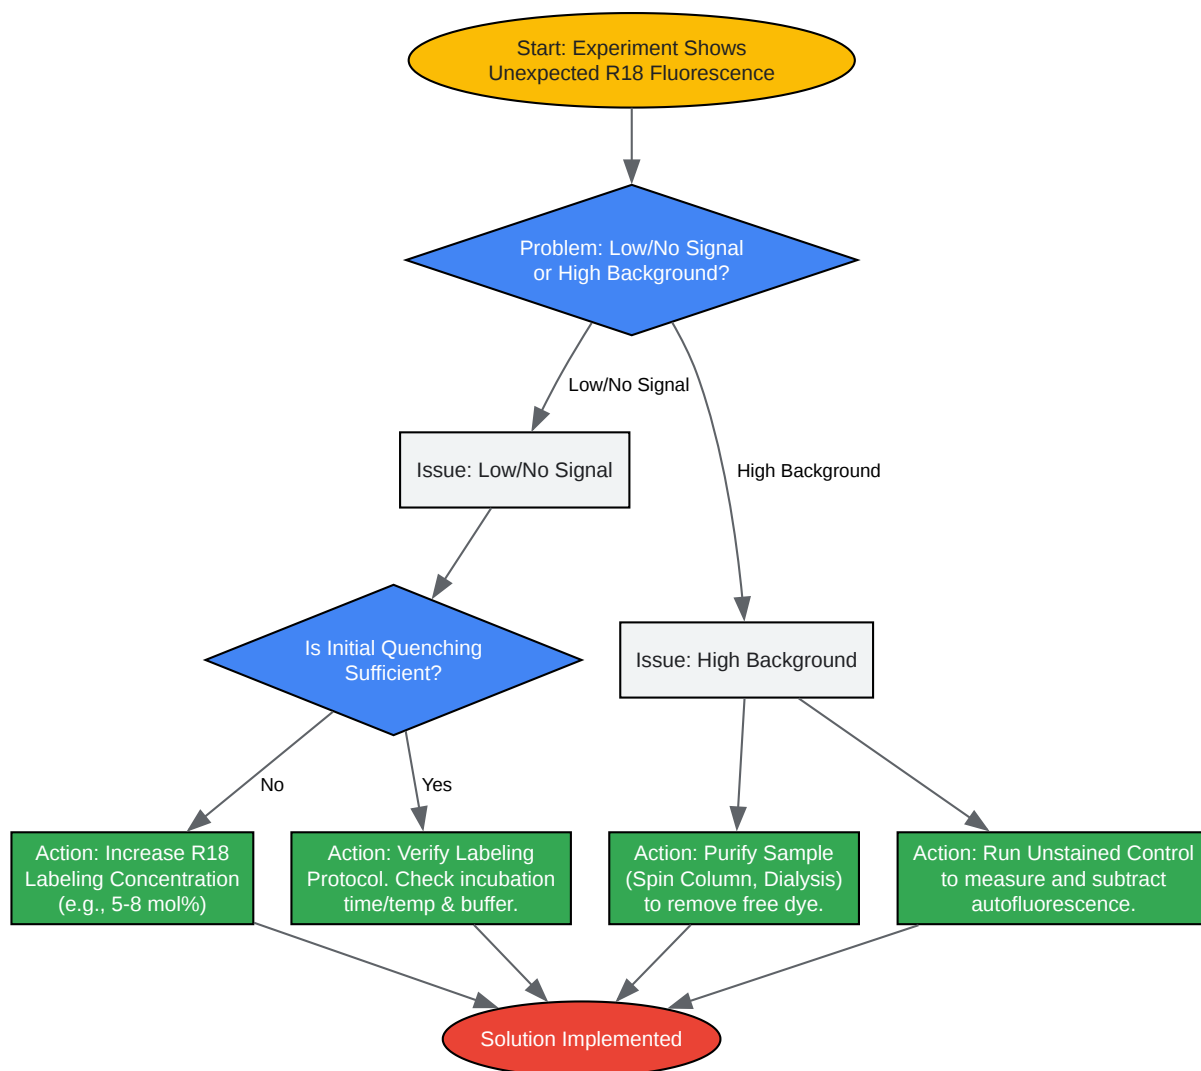 Start: Experiment Shows
Unexpected R18 Fluorescence
Problem: Low/No Signal
or High Background?
Low/No Signal
High Background
Issue: Low/No Signal
Is Initial Quenching
Sufficient?
Issue: High Background
No
Yes
Action: Increase R18
Labeling Concentration
(e.g., 5-8 mol%)
Action: Verify Labeling
Protocol. Check incubation
time/temp & buffer.
Action: Purify Sample
(Spin Column, Dialysis)
to remove free dye.
Action: Run Unstained Control
to measure and subtract
autofluorescence.
Solution Implemented